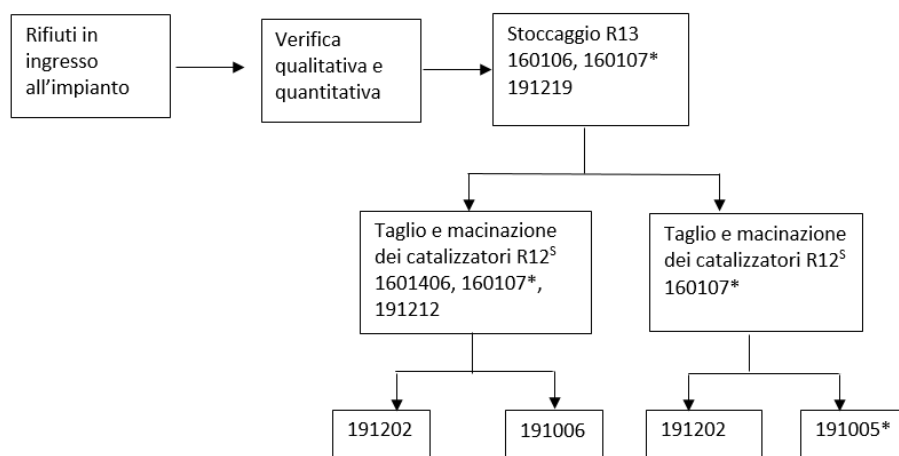 Rifiuti in
ingresso
all'impianto
Verifica
qualitativa e
quantitativa
Stoccaggio R13
160106, 160107*
191219
Taglio e macinazione
dei catalizzatori R12ˢ
1601406, 160107*,
191212
Taglio e macinazione
dei catalizzatori R12ˢ
160107*
191202
191006
191202
191005*